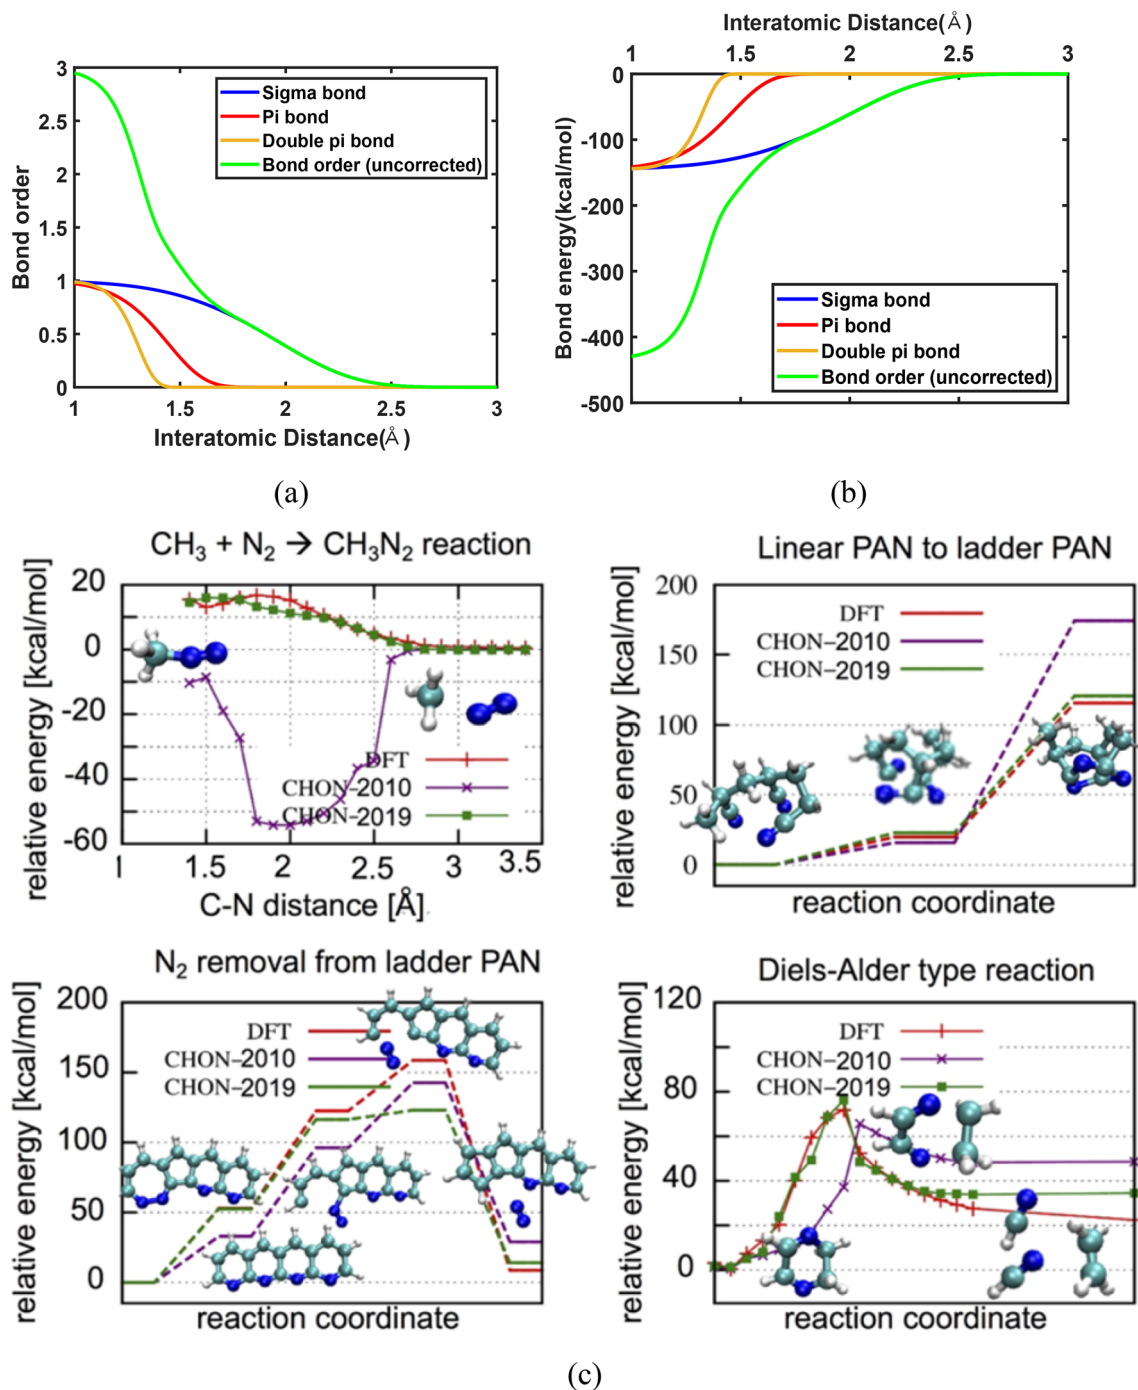 3
2.5
2
1.5
1
0.5
0
Bond order
Sigma bond
Pi bond
Double pi bond
Bond order (uncorrected)
1 1.5 2 2.5 3
Interatomic Distance(Å)
(a)
Interatomic Distance(Å)
1 1.5 2 2.5 3
0
-100
-200
-300
-400
-500
Bond energy(kcal/mol)
Sigma bond
Pi bond
Double pi bond
Bond order (uncorrected)
(b)
CH3 + N2 → CH3N2 reaction
20
0
-20
-40
-60
relative energy [kcal/mol]
DFT
CHON-2010
CHON-2019
1 1.5 2 2.5 3 3.5
C-N distance [Å]
Linear PAN to ladder PAN
200
150
100
50
0
relative energy [kcal/mol]
DFT
CHON-2010
CHON-2019
reaction coordinate
N2 removal from ladder PAN
200
150
100
50
0
relative energy [kcal/mol]
DFT
CHON-2010
CHON-2019
reaction coordinate
Diels-Alder type reaction
120
80
40
0
relative energy [kcal/mol]
DFT
CHON-2010
CHON-2019
reaction coordinate
(c)